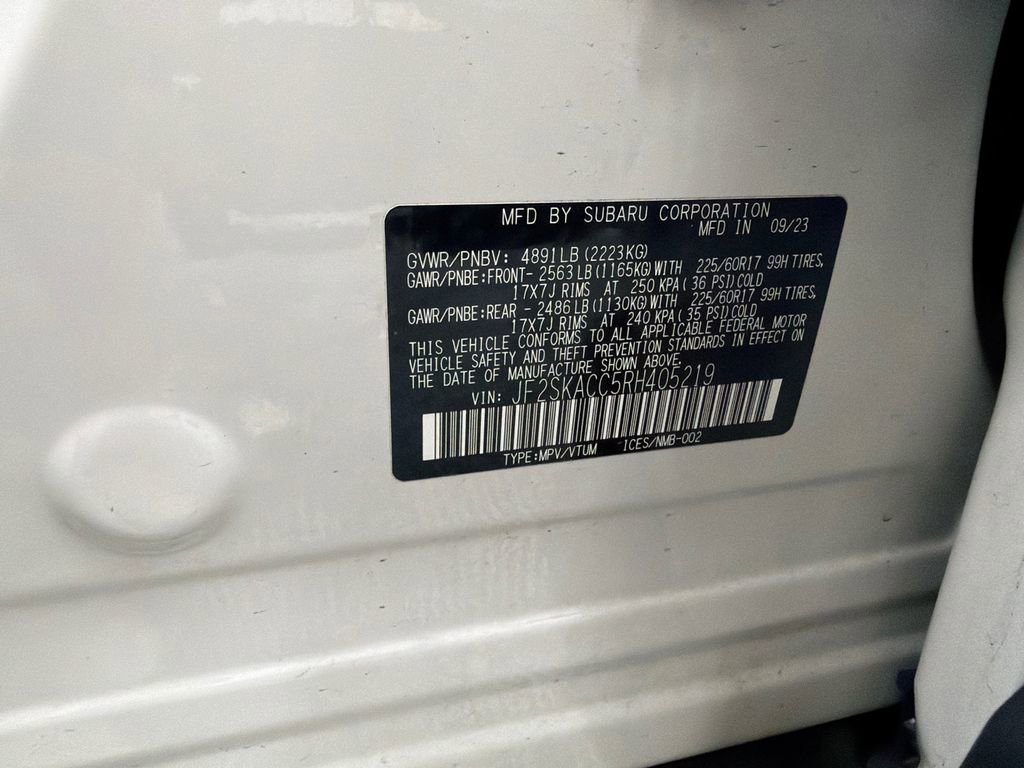 MFD BY SUBARU CORPORATION
MFD IN 09/23
GVWR/PNBV: 4891LB (2223KG)
GAWR/PNBE:FRONT- 2563LB (1165KG) WITH 225/60R17 99H TIRES,
17X7J RIMS AT 250 KPA ( 36 PSI) COLD
GAWR/PNBE:REAR - 2486LB (1130KG) WITH 225/60R17 99H TIRES,
17X7J RIMS AT 240 KPA ( 35 PSI) COLD
THIS VEHICLE CONFORMS TO ALL APPLICABLE FEDERAL MOTOR
VEHICLE SAFETY AND THEFT PREVENTION STANDARDS IN EFFECT ON
THE DATE OF MANUFACTURE SHOWN ABOVE.
VIN: JF2SKACC5RH405219
TYPE:MPV/VTUM ICES/NMB-002